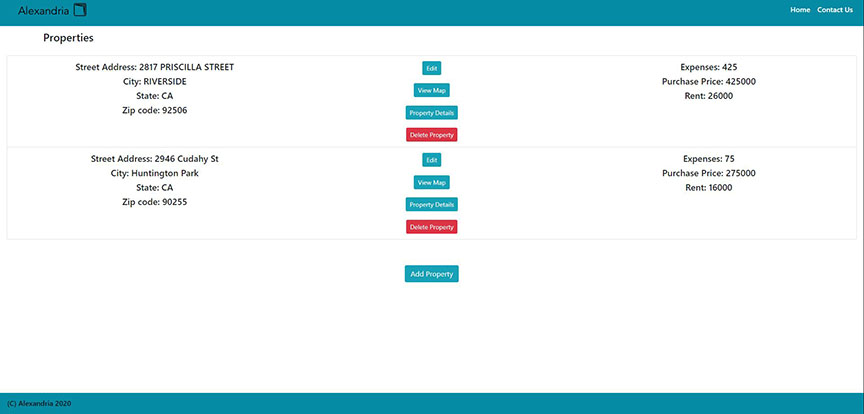 Alexandria
Home Contact Us
Properties
Street Address: 2817 PRISCILLA STREET
City: RIVERSIDE
State: CA
Zip code: 92506
Edit
View Map
Property Details
Delete Property
Expenses: 425
Purchase Price: 425000
Rent: 26000
Street Address: 2946 Cudahy St
City: Huntington Park
State: CA
Zip code: 90255
Edit
View Map
Property Details
Delete Property
Expenses: 75
Purchase Price: 275000
Rent: 16000
Add Property
(C) Alexandria 2020